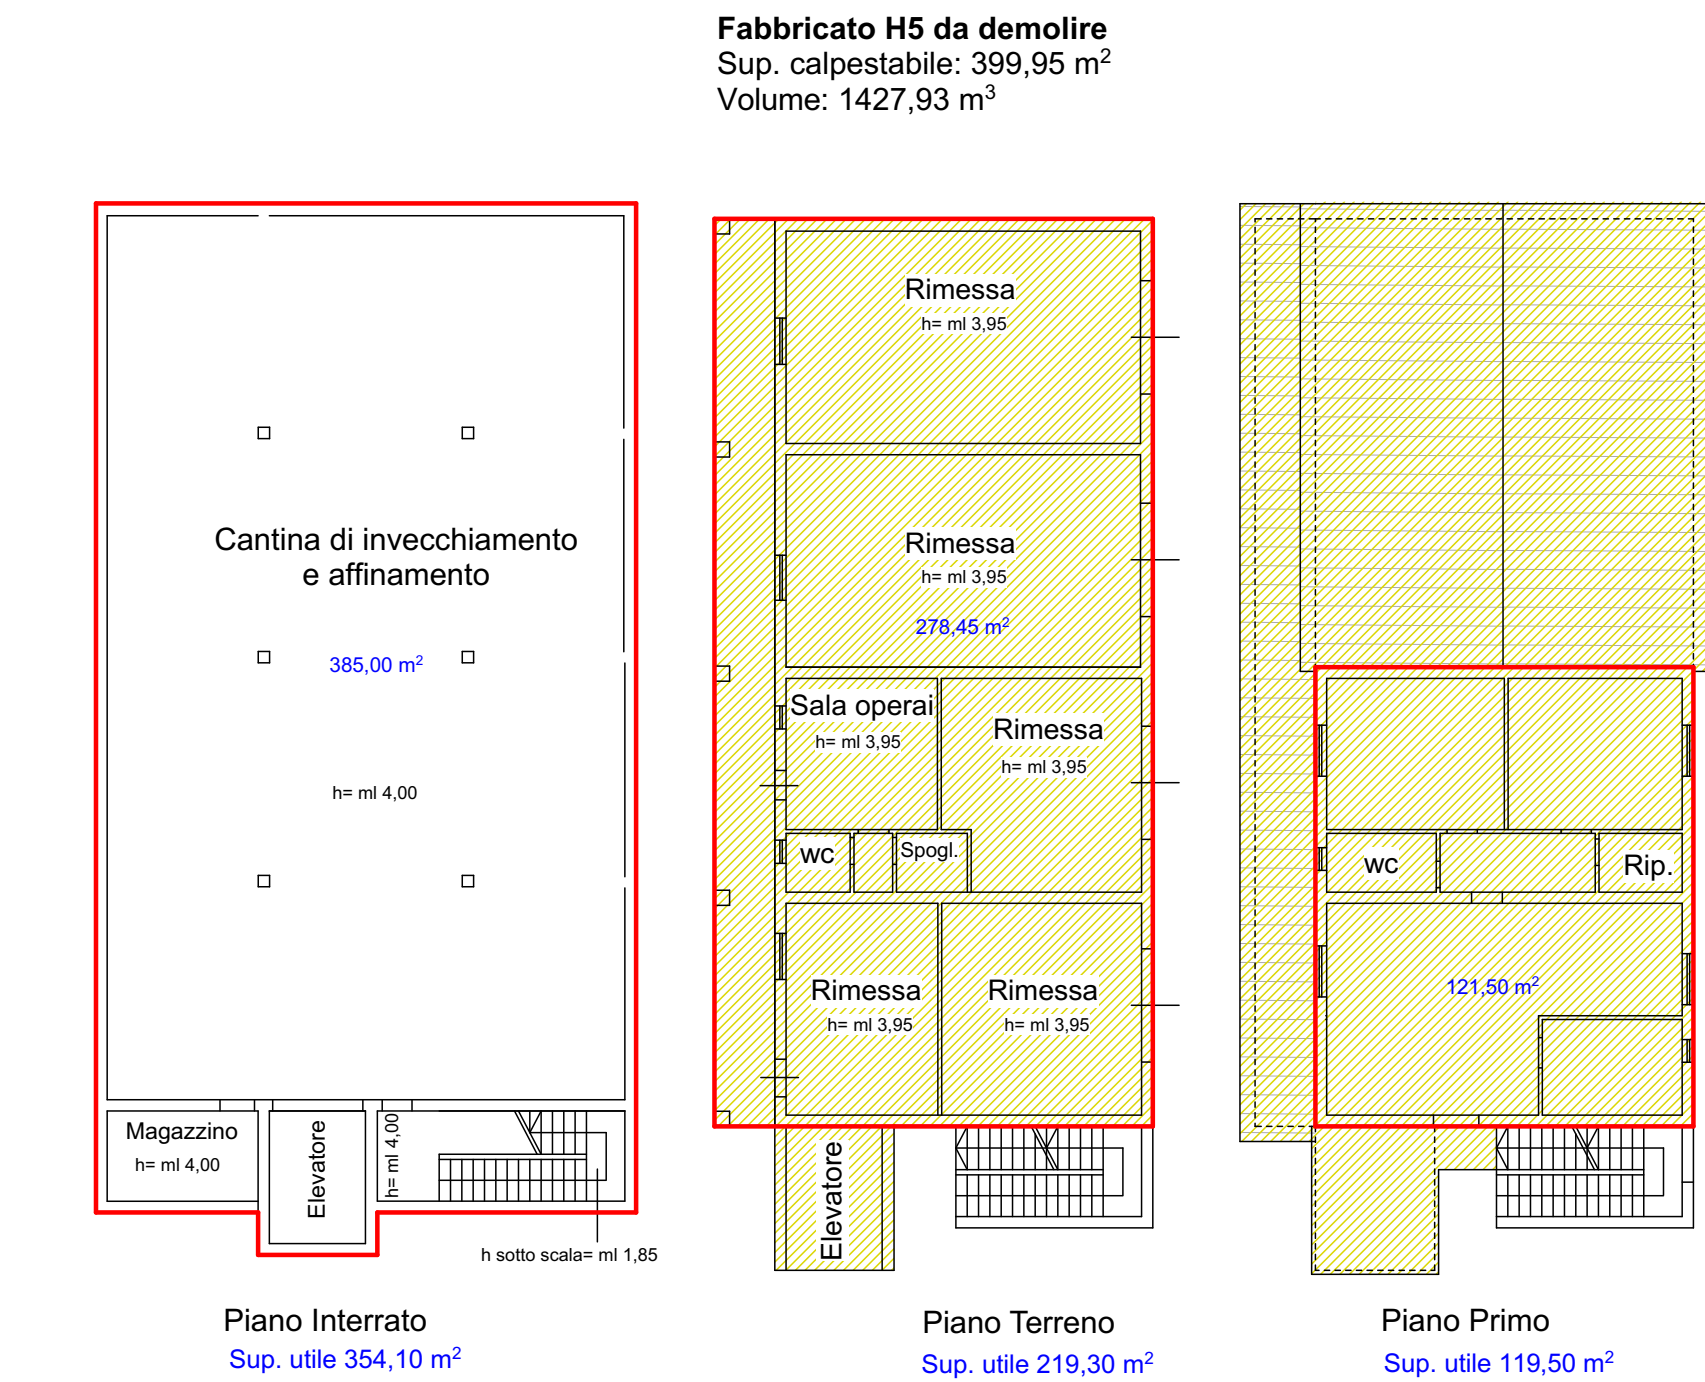 Fabbricato H5 da demolire
Sup. calpestabile: 399,95 m²
Volume: 1427,93 m³
Cantina di invecchiamento
e affinamento
385,00 m²
h= ml 4,00
Magazzino
h= ml 4,00
Elevatore
h= ml 4,00
h sotto scala= ml 1,85
Piano Interrato
Sup. utile 354,10 m²
Rimessa
h= ml 3,95
Rimessa
h= ml 3,95
278,45 m²
Sala operai
h= ml 3,95
Rimessa
h= ml 3,95
wc
Spogl.
Rimessa
h= ml 3,95
Rimessa
h= ml 3,95
Elevatore
Piano Terreno
Sup. utile 219,30 m²
wc
Rip.
121,50 m²
Piano Primo
Sup. utile 119,50 m²